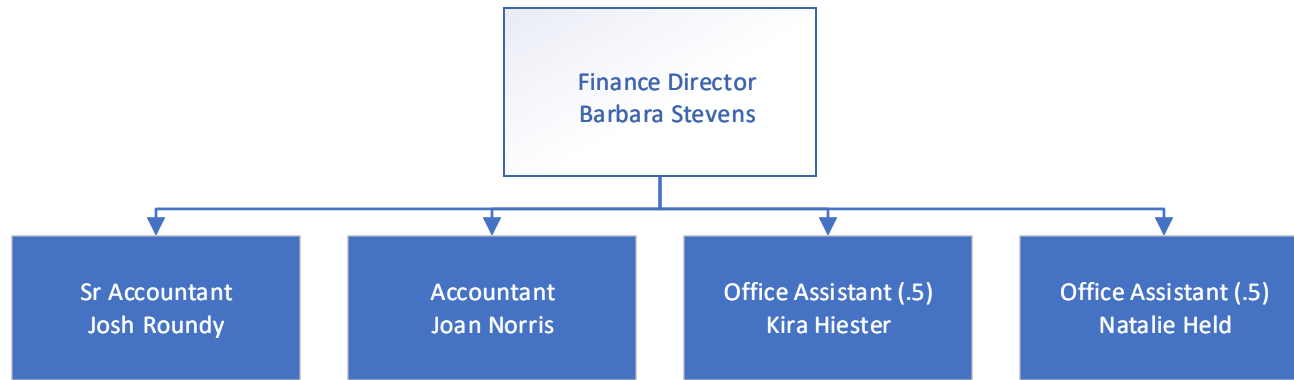 Finance Director
Barbara Stevens
Sr Accountant
Josh Roundy
Accountant
Joan Norris
Office Assistant (.5)
Kira Hiester
Office Assistant (.5)
Natalie Held